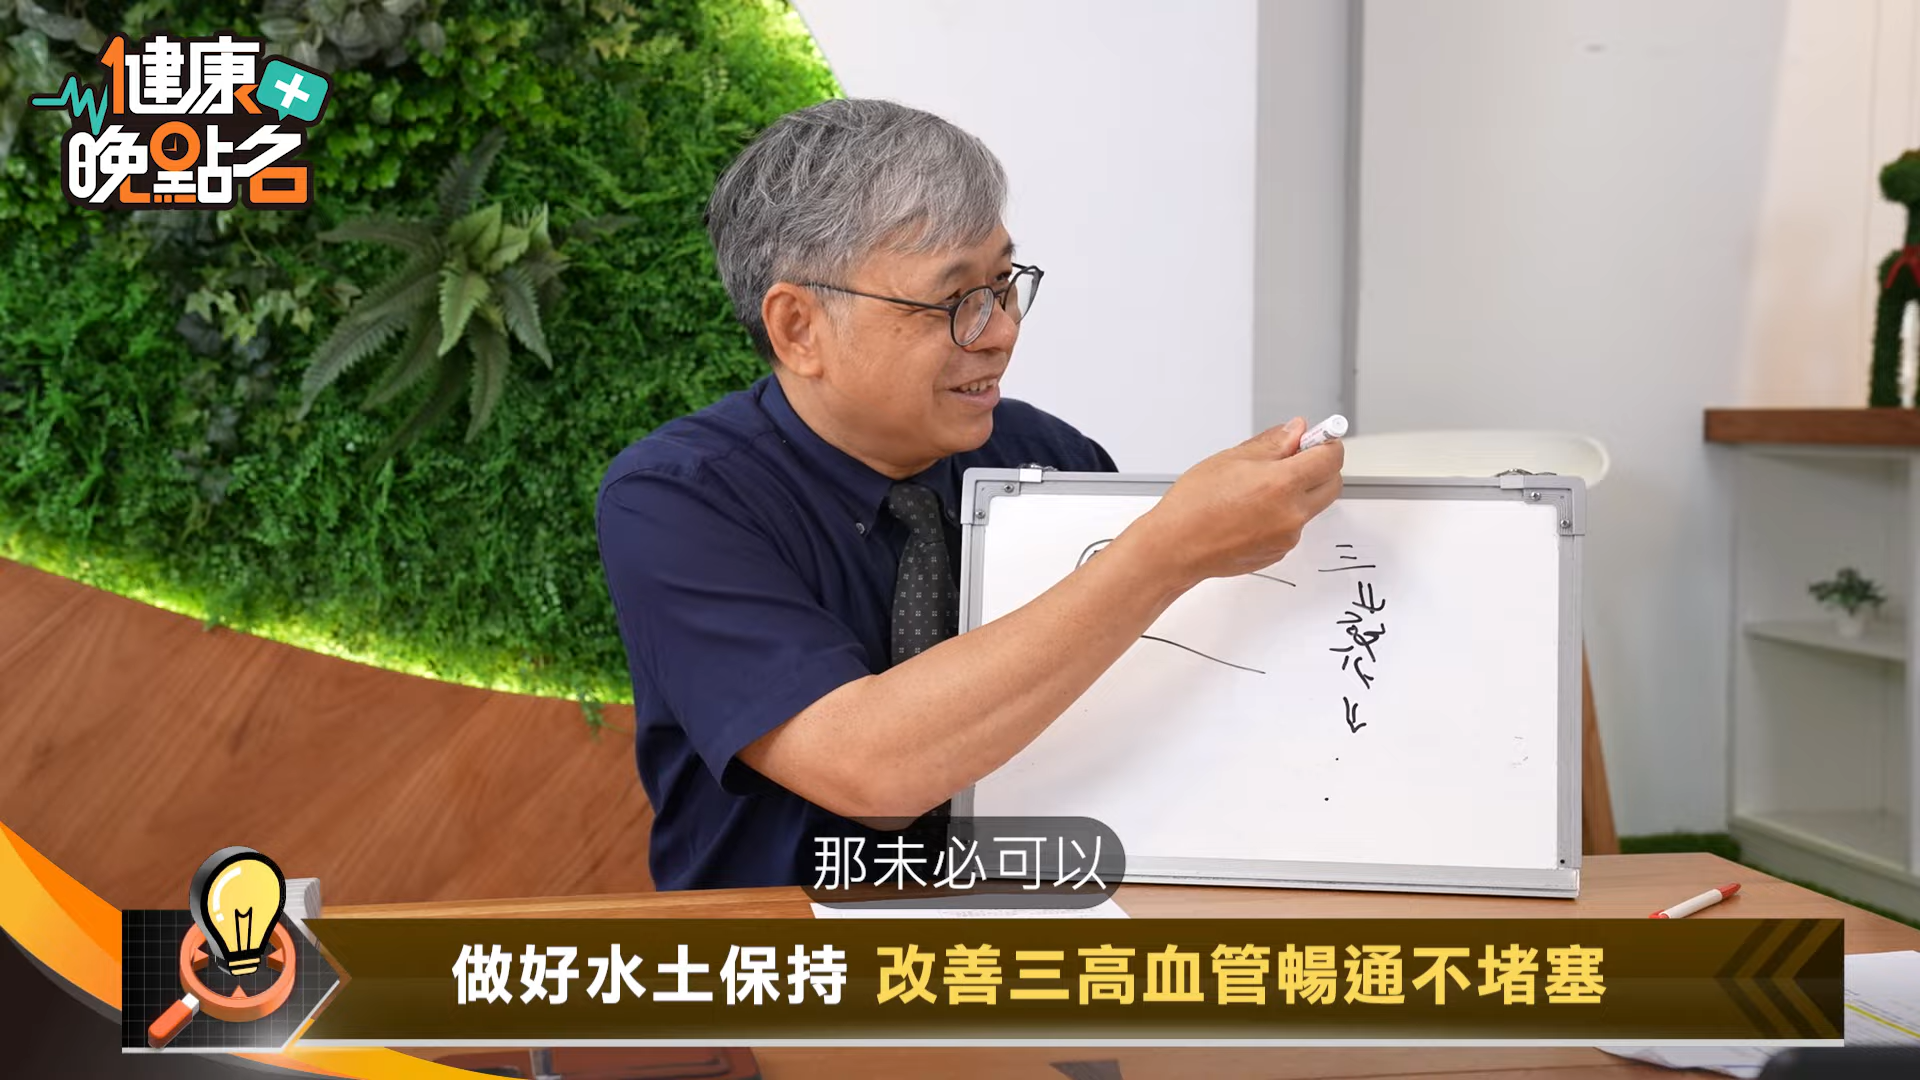 健康
晚點名
三
那未必可以
做好水土保持 改善三高血管暢通不堵塞